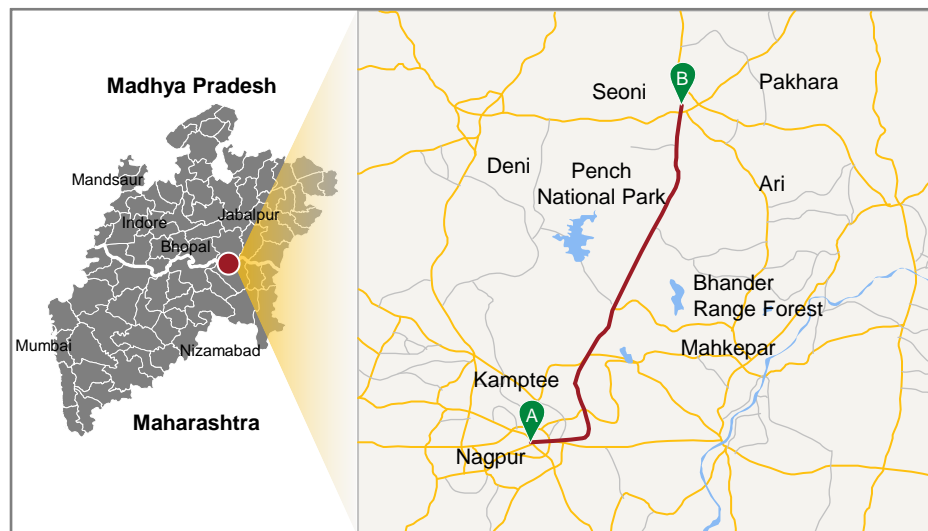 Madhya Pradesh
Mandsaur
Indore
Jabalpur
Bhopal
Mumbai
Nizamabad
Maharashtra
B
Seoni
Pakhara
Deni
Pench
National Park
Ari
Bhander
Range Forest
Mahkepar
Kamptee
A
Nagpur